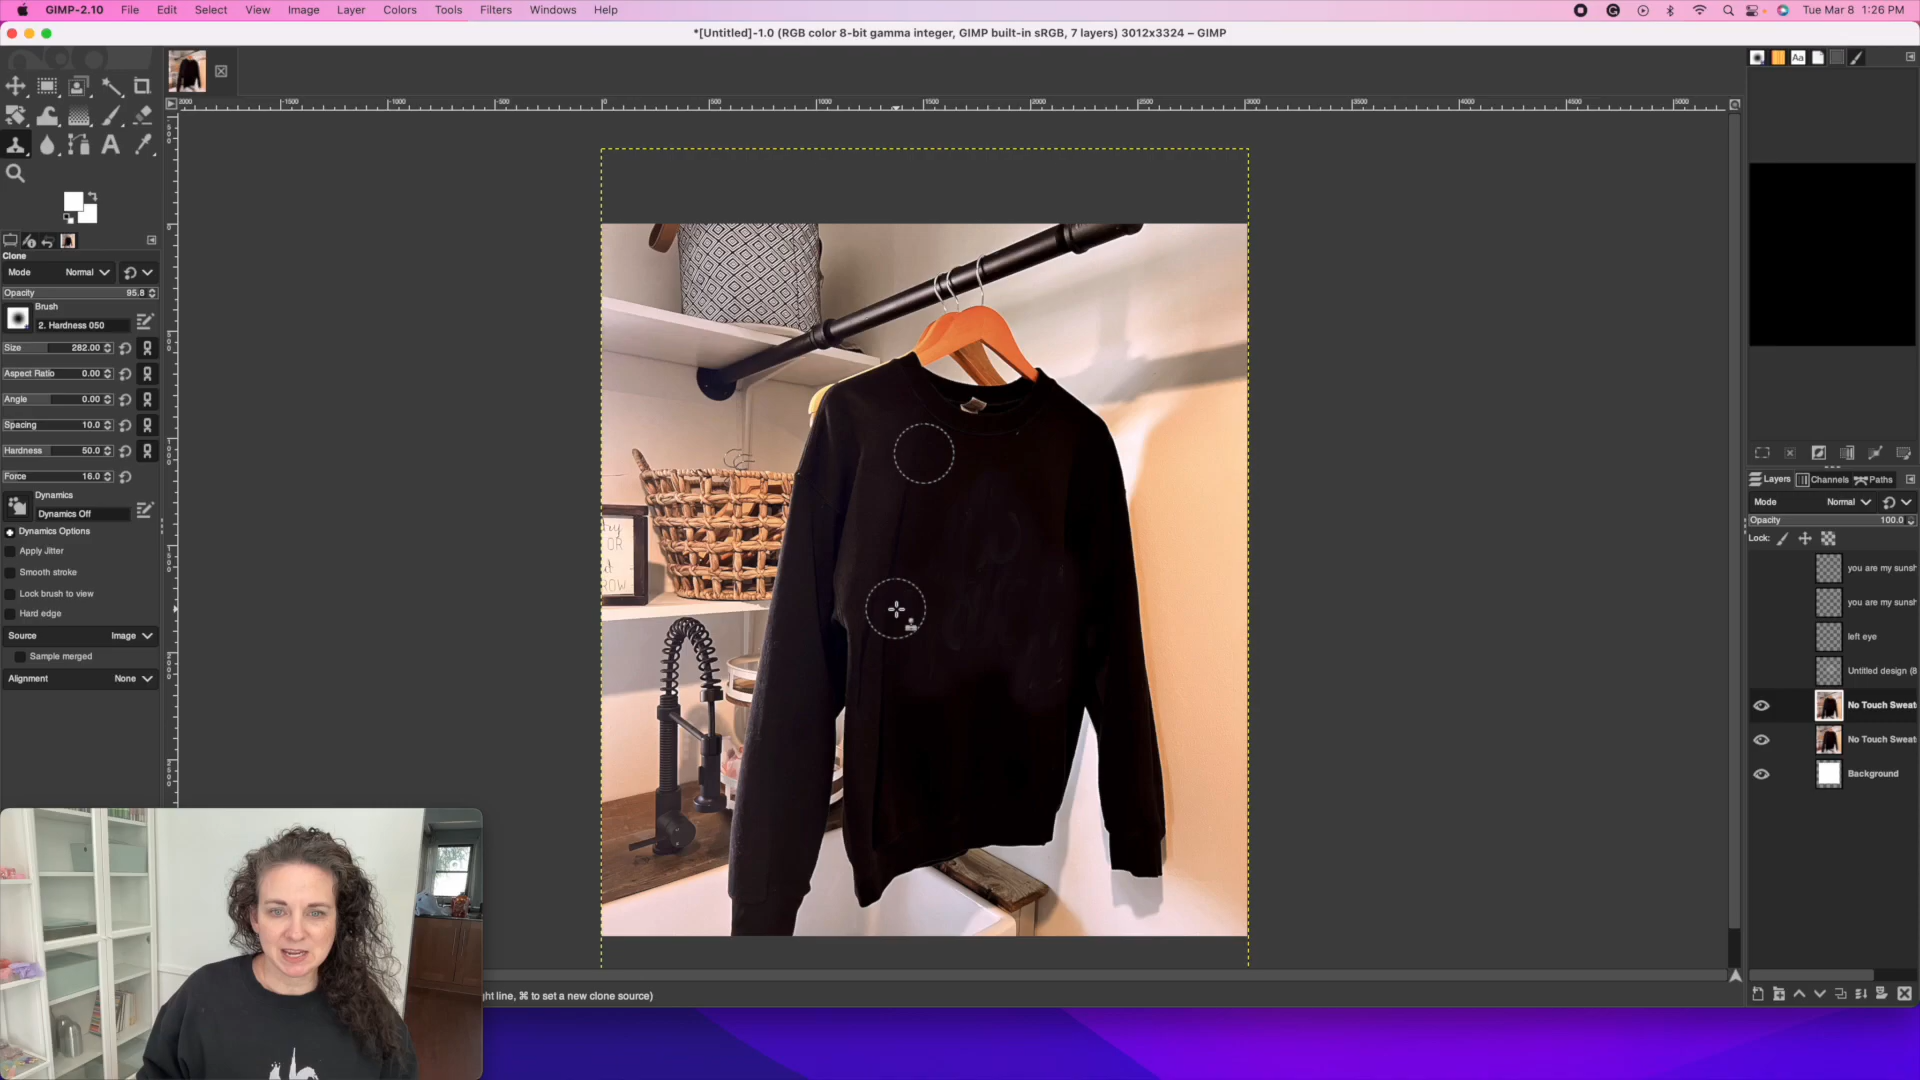 GIMP-2.10 File Edit Select View Image Layer Colors Tools Filters Windows Help Tue Mar 8 1:26 PM
*[Untitled]-1.0 (RGB color 8-bit gamma integer, GIMP built-in sRGB, 7 layers) 3012x3324 – GIMP
Clone
Mode Normal
Opacity 95.8
Brush
2. Hardness 050
Size 282.00
Aspect Ratio 0.00
Angle 0.00
Spacing 10.0
Hardness 50.0
Force 16.0
Dynamics
Dynamics Off
Dynamics Options
Apply Jitter
Smooth stroke
Lock brush to view
Hard edge
Source Image
Sample merged
Alignment None
OR
ROW
ght line, ⌘ to set a new clone source)
Aa
Layers Channels Paths
Mode Normal
Opacity 100.0
Lock:
you are my sunsh
you are my sunsh
left eye
Untitled design (8
No Touch Sweat
No Touch Sweat
Background